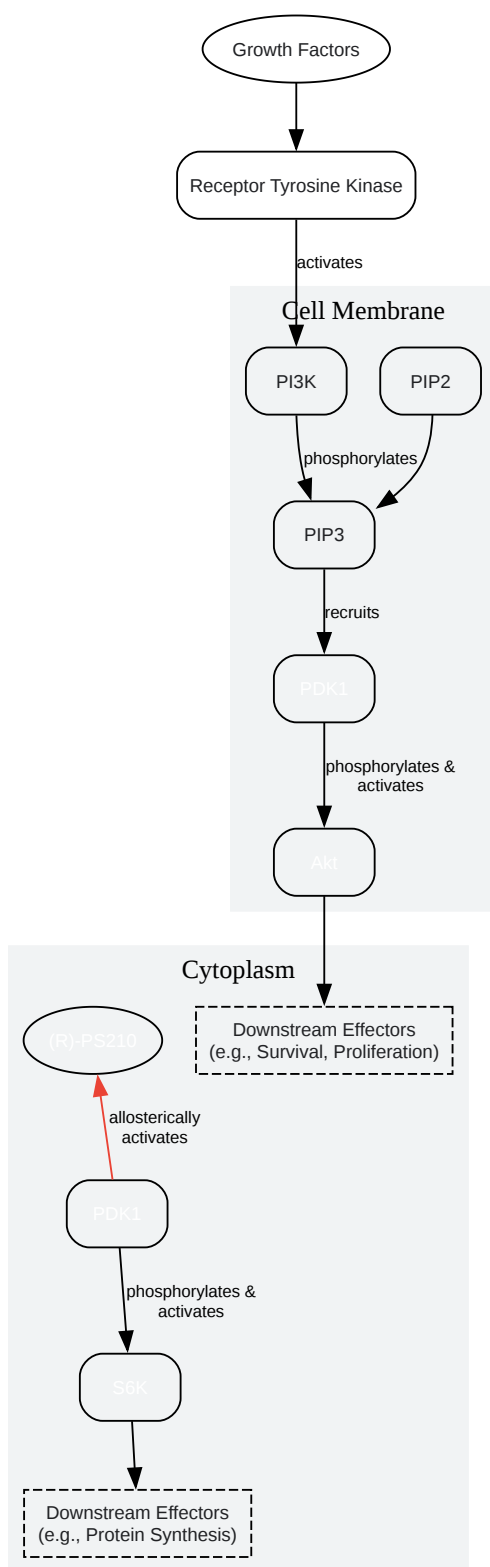 Growth Factors
Receptor Tyrosine Kinase
activates
Cell Membrane
PI3K
PIP2
phosphorylates
PIP3
recruits
PDK1
phosphorylates &
activates
Akt
Cytoplasm
Downstream Effectors
(e.g., Survival, Proliferation)
(R)-PS210
allosterically
activates
PDK1
phosphorylates &
activates
S6K
Downstream Effectors
(e.g., Protein Synthesis)